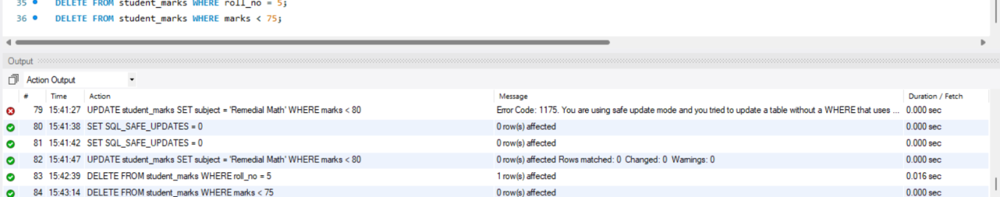 35 DELETE FROM student_marks WHERE roll_no = 5;
36 DELETE FROM student_marks WHERE marks < 75;
Output
Action Output
# Time Action Message Duration / Fetch
79 15:41:27 UPDATE student_marks SET subject = 'Remedial Math' WHERE marks < 80 Error Code: 1175. You are using safe update mode and you tried to update a table without a WHERE that uses ... 0.000 sec
80 15:41:38 SET SQL_SAFE_UPDATES = 0 0 row(s) affected 0.000 sec
81 15:41:42 SET SQL_SAFE_UPDATES = 0 0 row(s) affected 0.000 sec
82 15:41:47 UPDATE student_marks SET subject = 'Remedial Math' WHERE marks < 80 0 row(s) affected Rows matched: 0 Changed: 0 Warnings: 0 0.000 sec
83 15:42:39 DELETE FROM student_marks WHERE roll_no = 5 1 row(s) affected 0.016 sec
84 15:43:14 DELETE FROM student_marks WHERE marks < 75 0 row(s) affected 0.000 sec